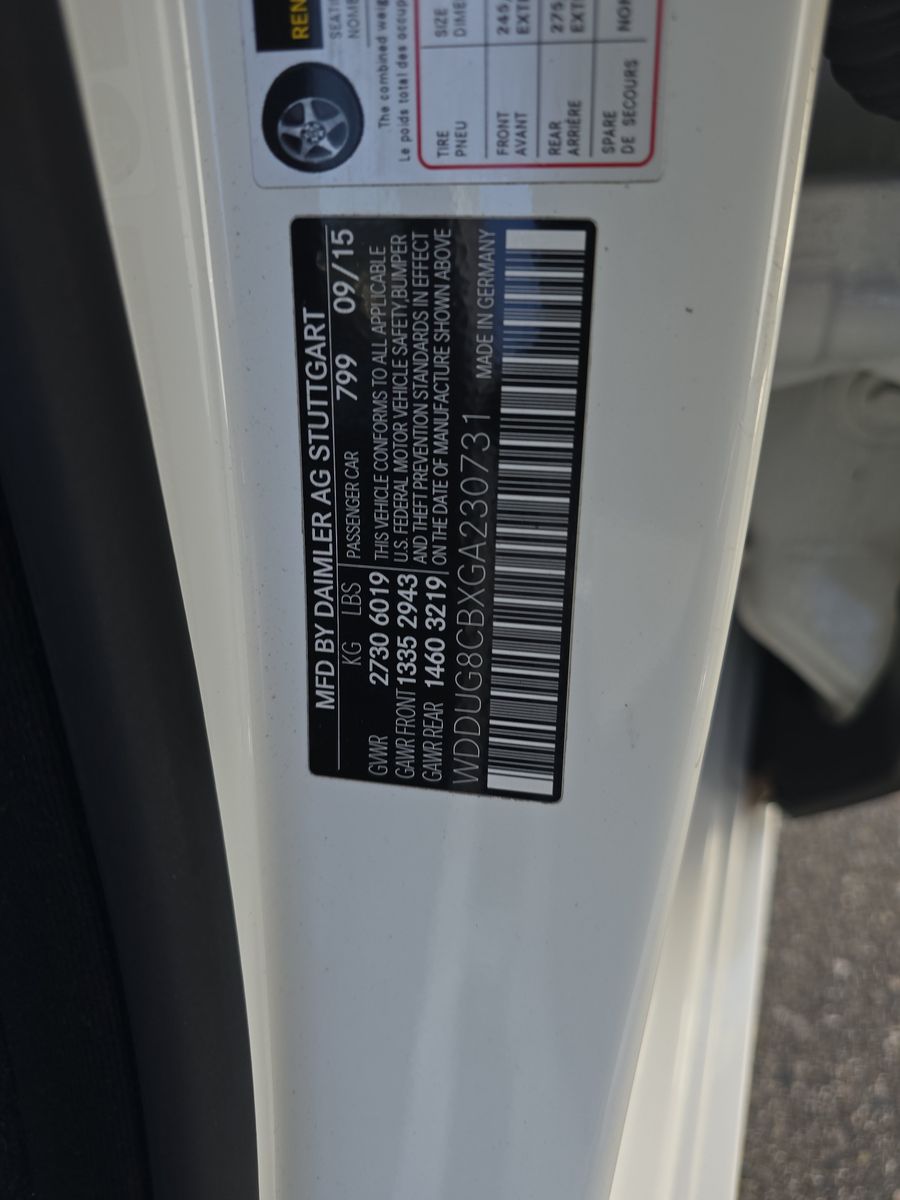 MFD BY DAIMLER AG STUTTGART
KG LBS PASSENGER CAR 799 09/15
GVWR 2730 6019 THIS VEHICLE CONFORMS TO ALL APPLICABLE
GAWR FRONT 1335 2943 U.S. FEDERAL MOTOR VEHICLE SAFETY,BUMPER
GAWR REAR 1460 3219 AND THEFT PREVENTION STANDARDS IN EFFECT
ON THE DATE OF MANUFACTURE SHOWN ABOVE
WDDUG8CBXGA230731 MADE IN GERMANY
REN
The combined
Le poids total des
TIRE SIZE
PNEU
FRONT 245
AVANT
REAR 275
ARRIÈRE
SPARE
DE SECOURS